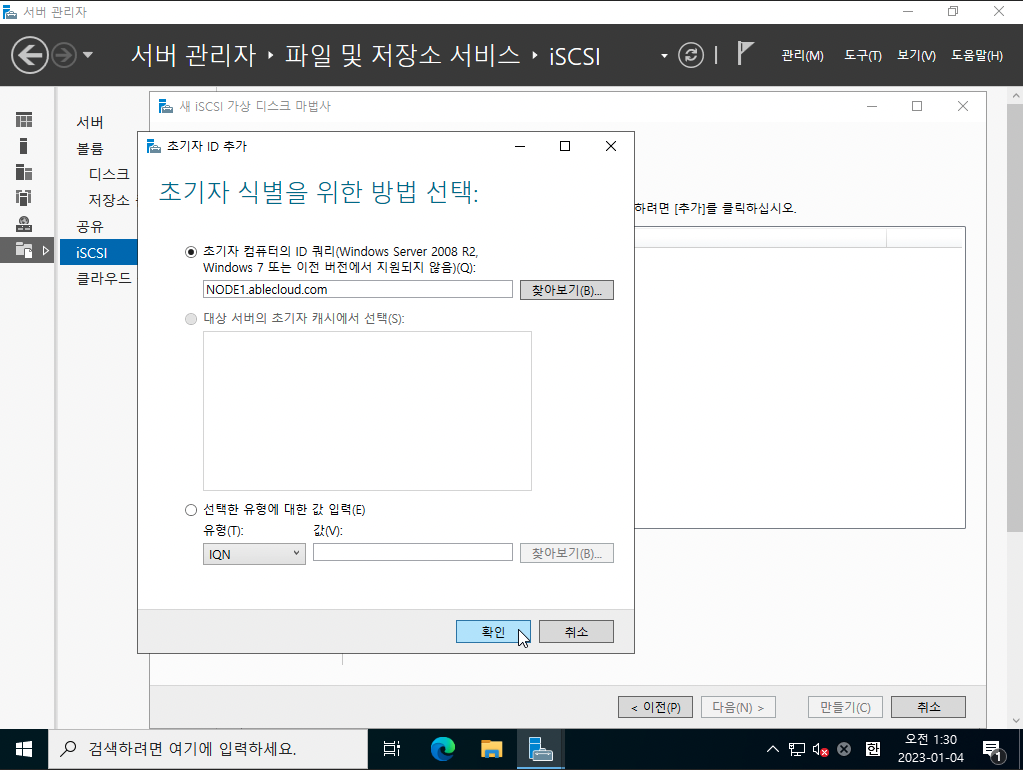 서버 관리자
서버 관리자 ‣ 파일 및 저장소 서비스 ‣ iSCSI
관리(M) 도구(T) 보기(V) 도움말(H)
새 iSCSI 가상 디스크 마법사
서버
볼륨
디스크
저장소
공유
iSCSI
클라우드
하려면 [추가]를 클릭하십시오.
초기자 ID 추가
초기자 식별을 위한 방법 선택:
초기자 컴퓨터의 ID 쿼리(Windows Server 2008 R2,
Windows 7 또는 이전 버전에서 지원되지 않음)(Q):
NODE1.ablecloud.com
찾아보기(B)...
대상 서버의 초기자 캐시에서 선택(S):
선택한 유형에 대한 값 입력(E)
유형(T): 값(V):
IQN
찾아보기(B)...
확인 취소
< 이전(P) 다음(N) > 만들기(C) 취소
검색하려면 여기에 입력하세요.
한
오전 1:30
2023-01-04
1